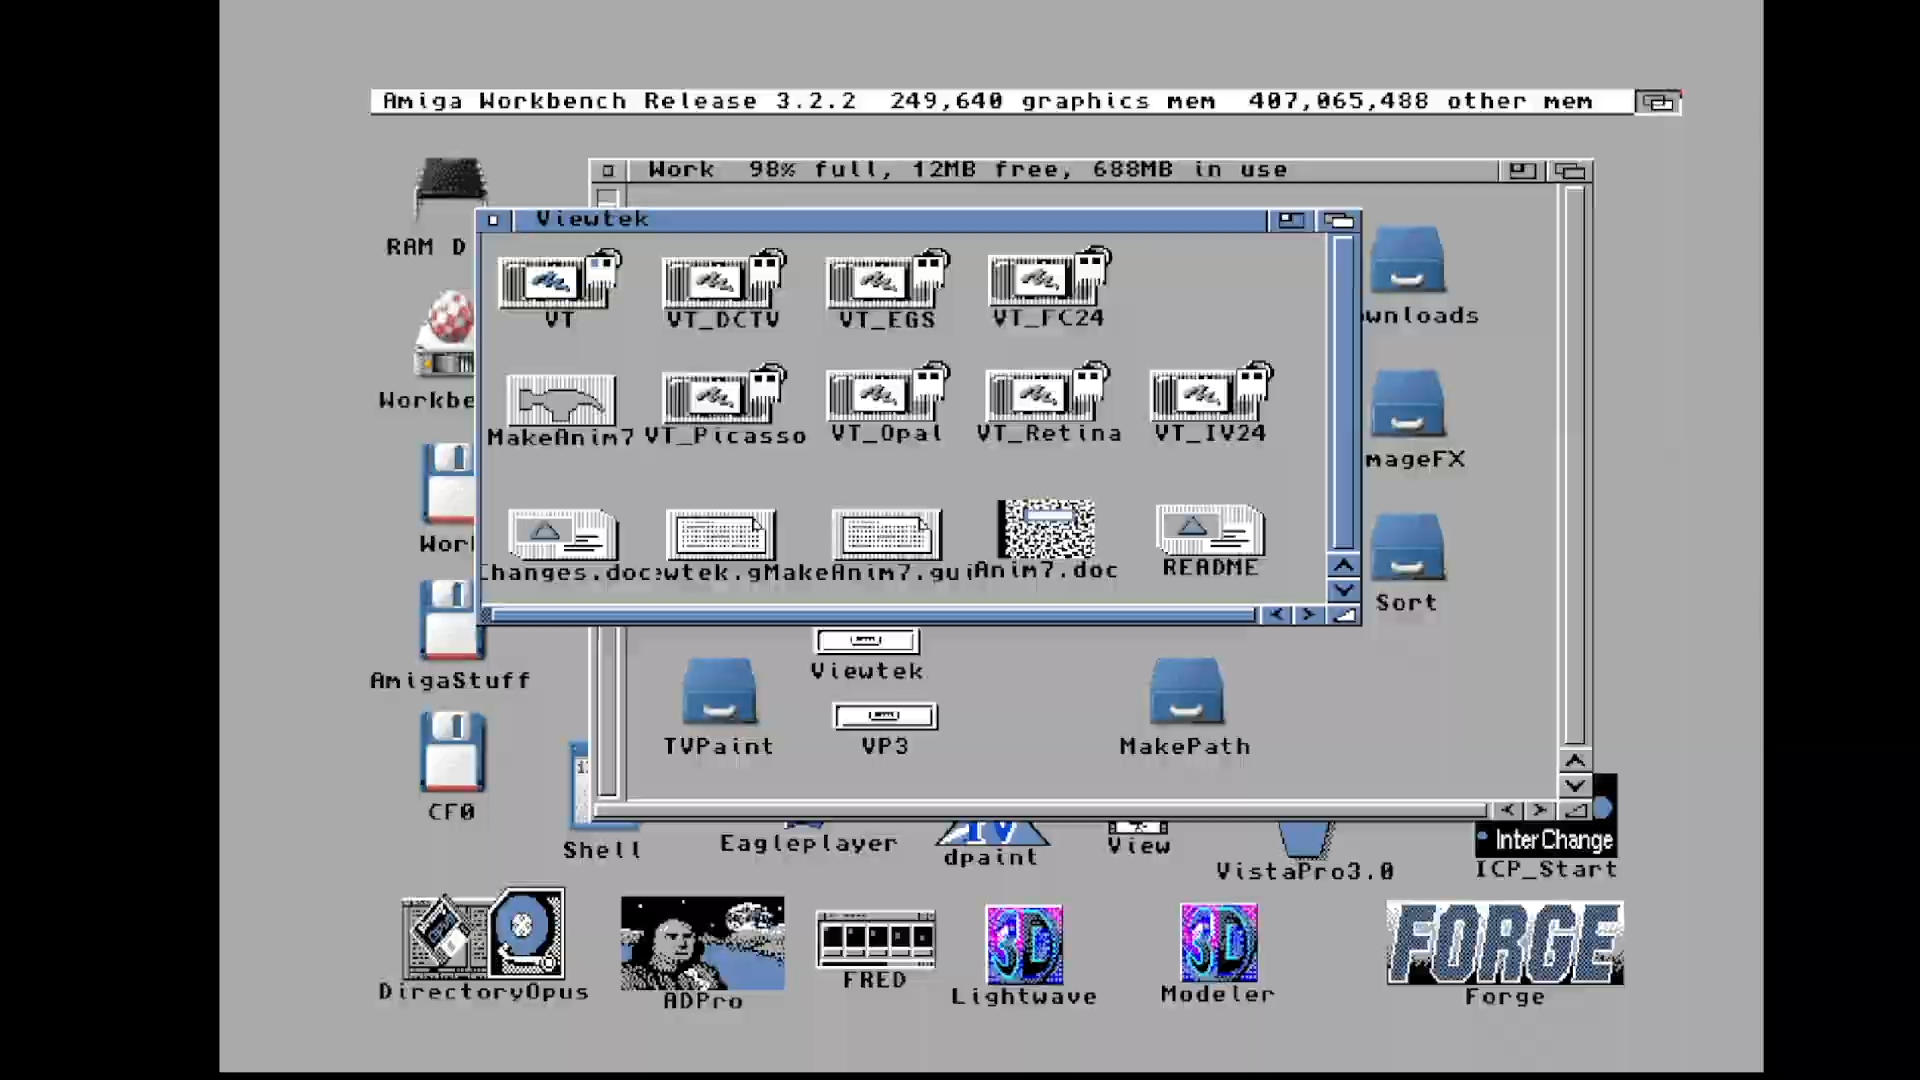 Amiga Workbench Release 3.2.2  249,640 graphics mem  407,065,488 other mem
Work  98% full, 12MB free, 688MB in use
Viewtek
RAM D
VT
VT_DCTV
VT_EGS
VT_FC24
wnloads
Workbe
MakeAnim7
VT_Picasso
VT_Opal
VT_Retina
VT_IV24
mageFX
Wor
hanges.doc
wtek.g
MakeAnim7.gui
Anim7.doc
README
Sort
AmigaStuff
Viewtek
TVPaint
VP3
MakePath
CF0
Shell
Eagleplayer
dpaint
View
VistaPro3.0
InterChange
ICP_Start
DirectoryOpus
ADPro
FRED
3D
Lightwave
3D
Modeler
FORGE
Forge